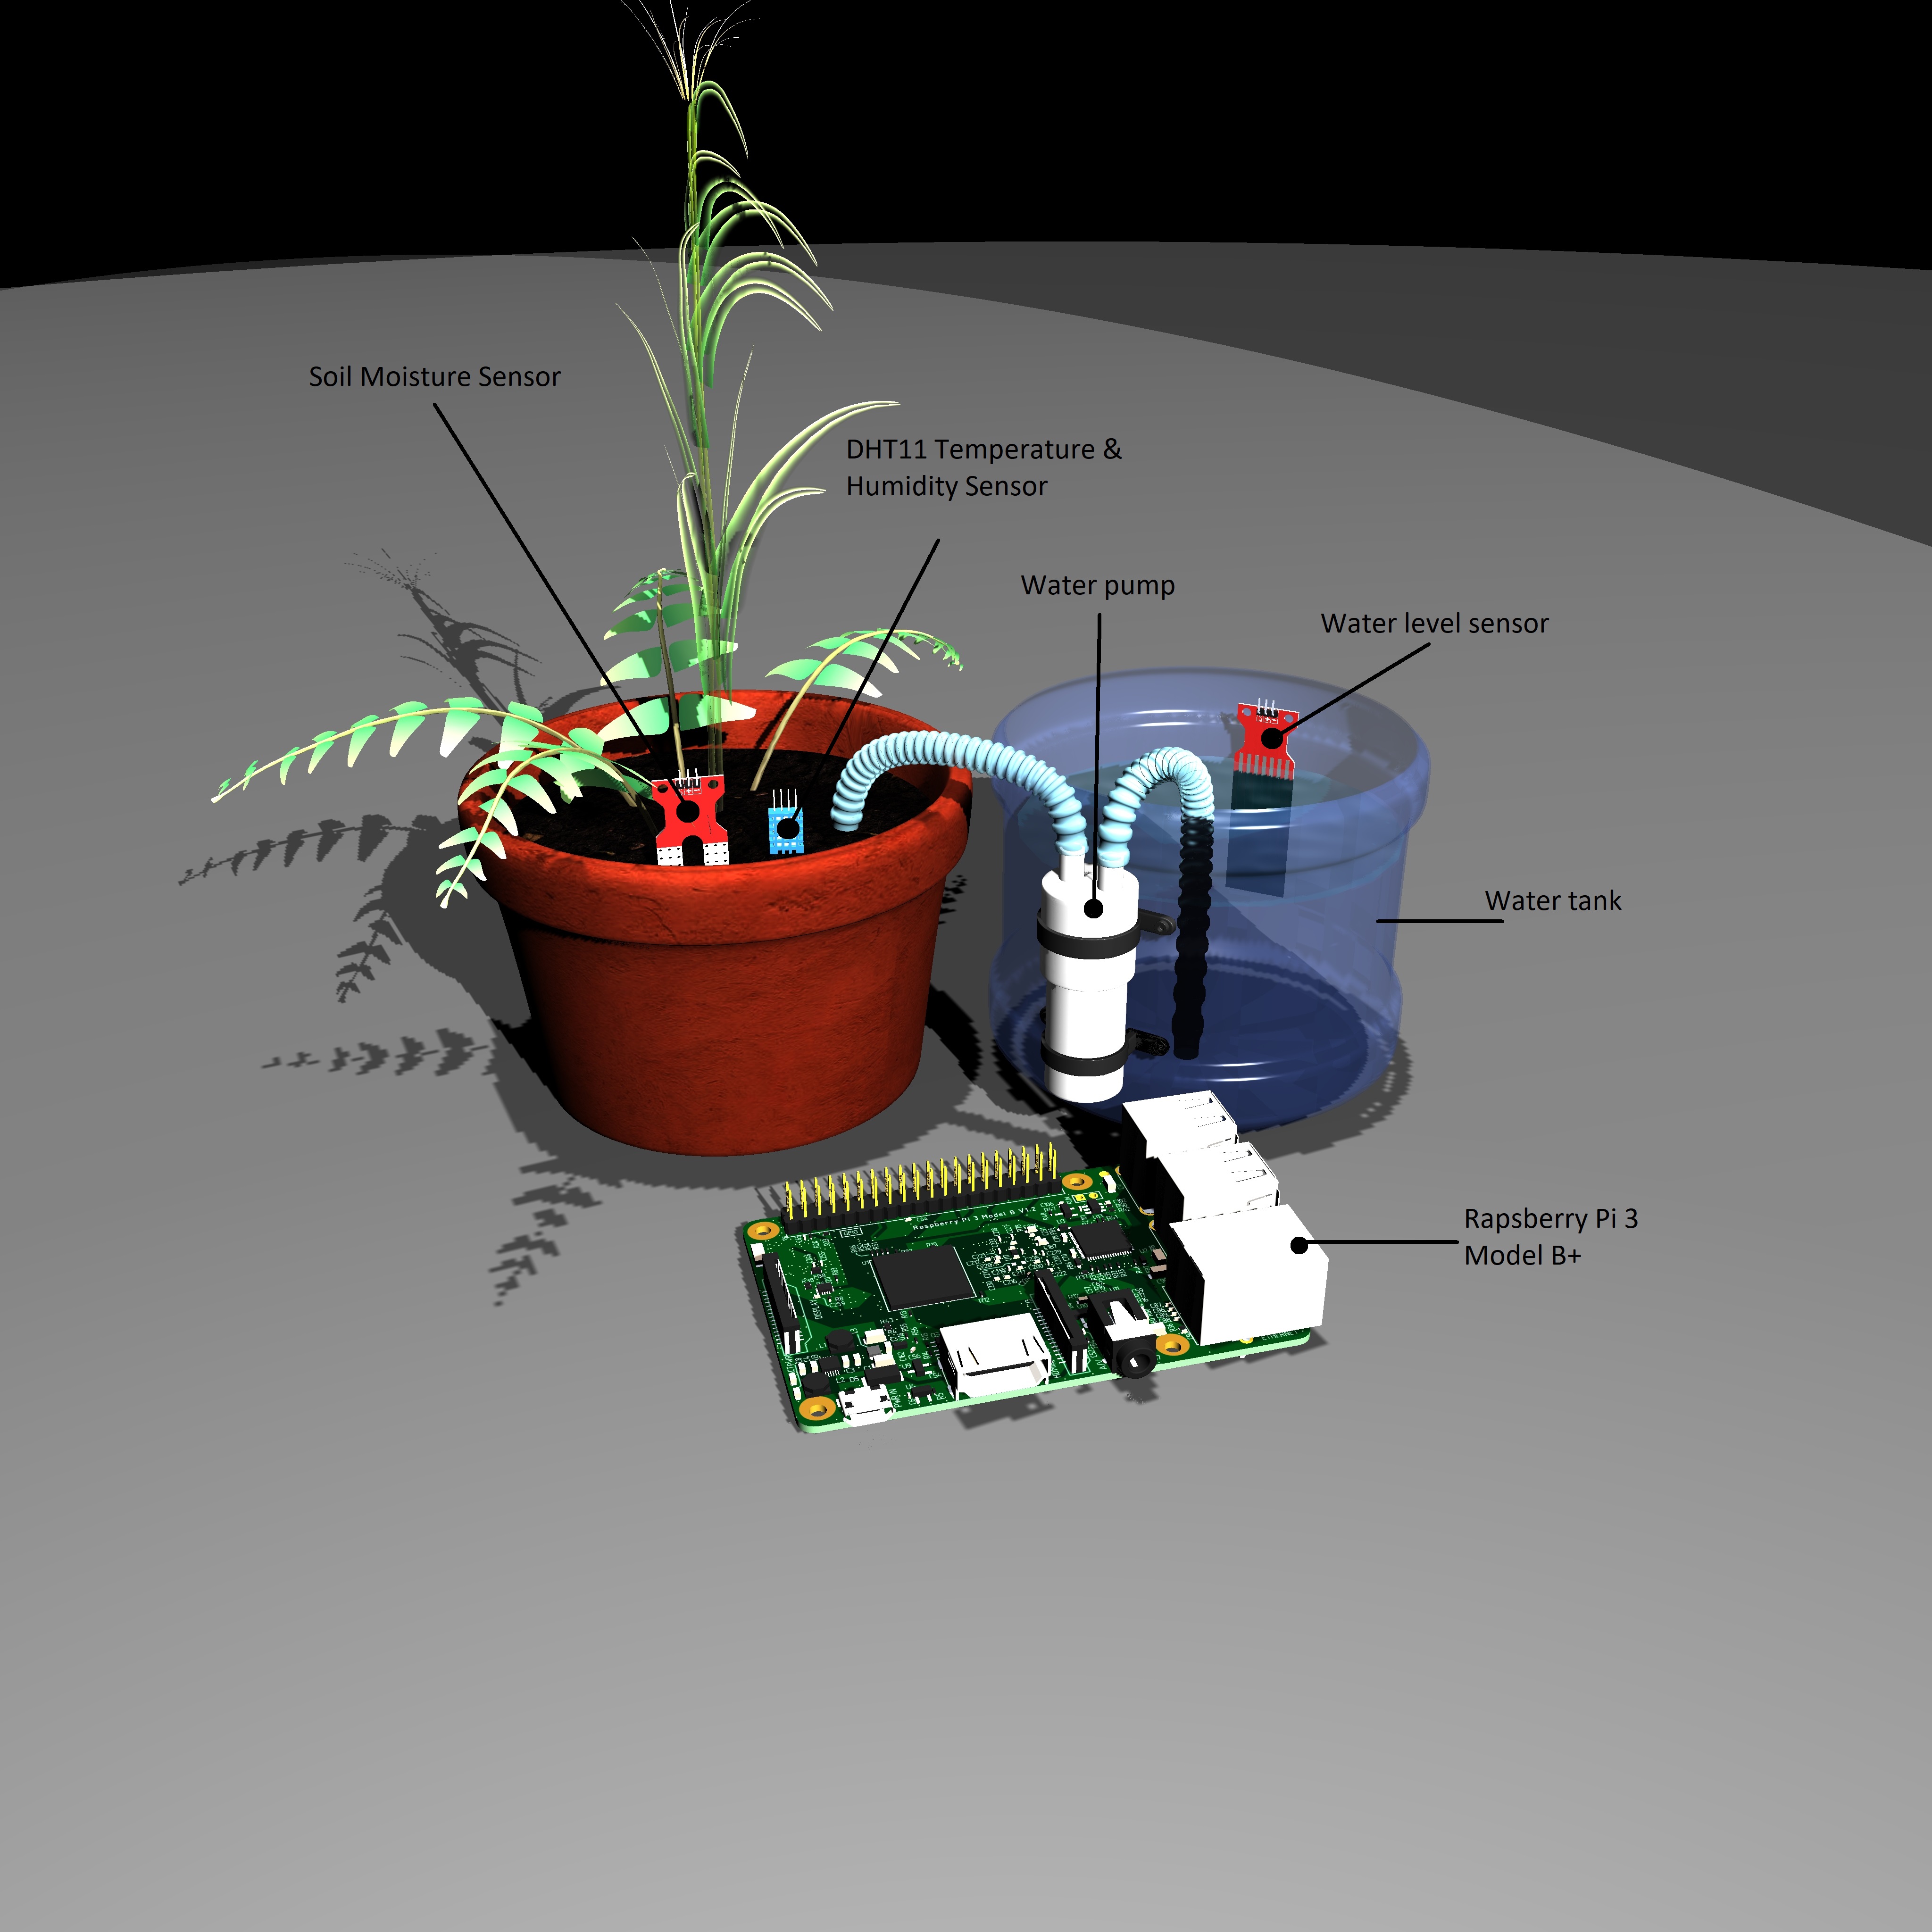 Soil Moisture Sensor
DHT11 Temperature &
Humidity Sensor
Water pump
Water level sensor
Water tank
Rapsberry Pi 3
Model B+
Raspberry Pi 3 Model B V1.2